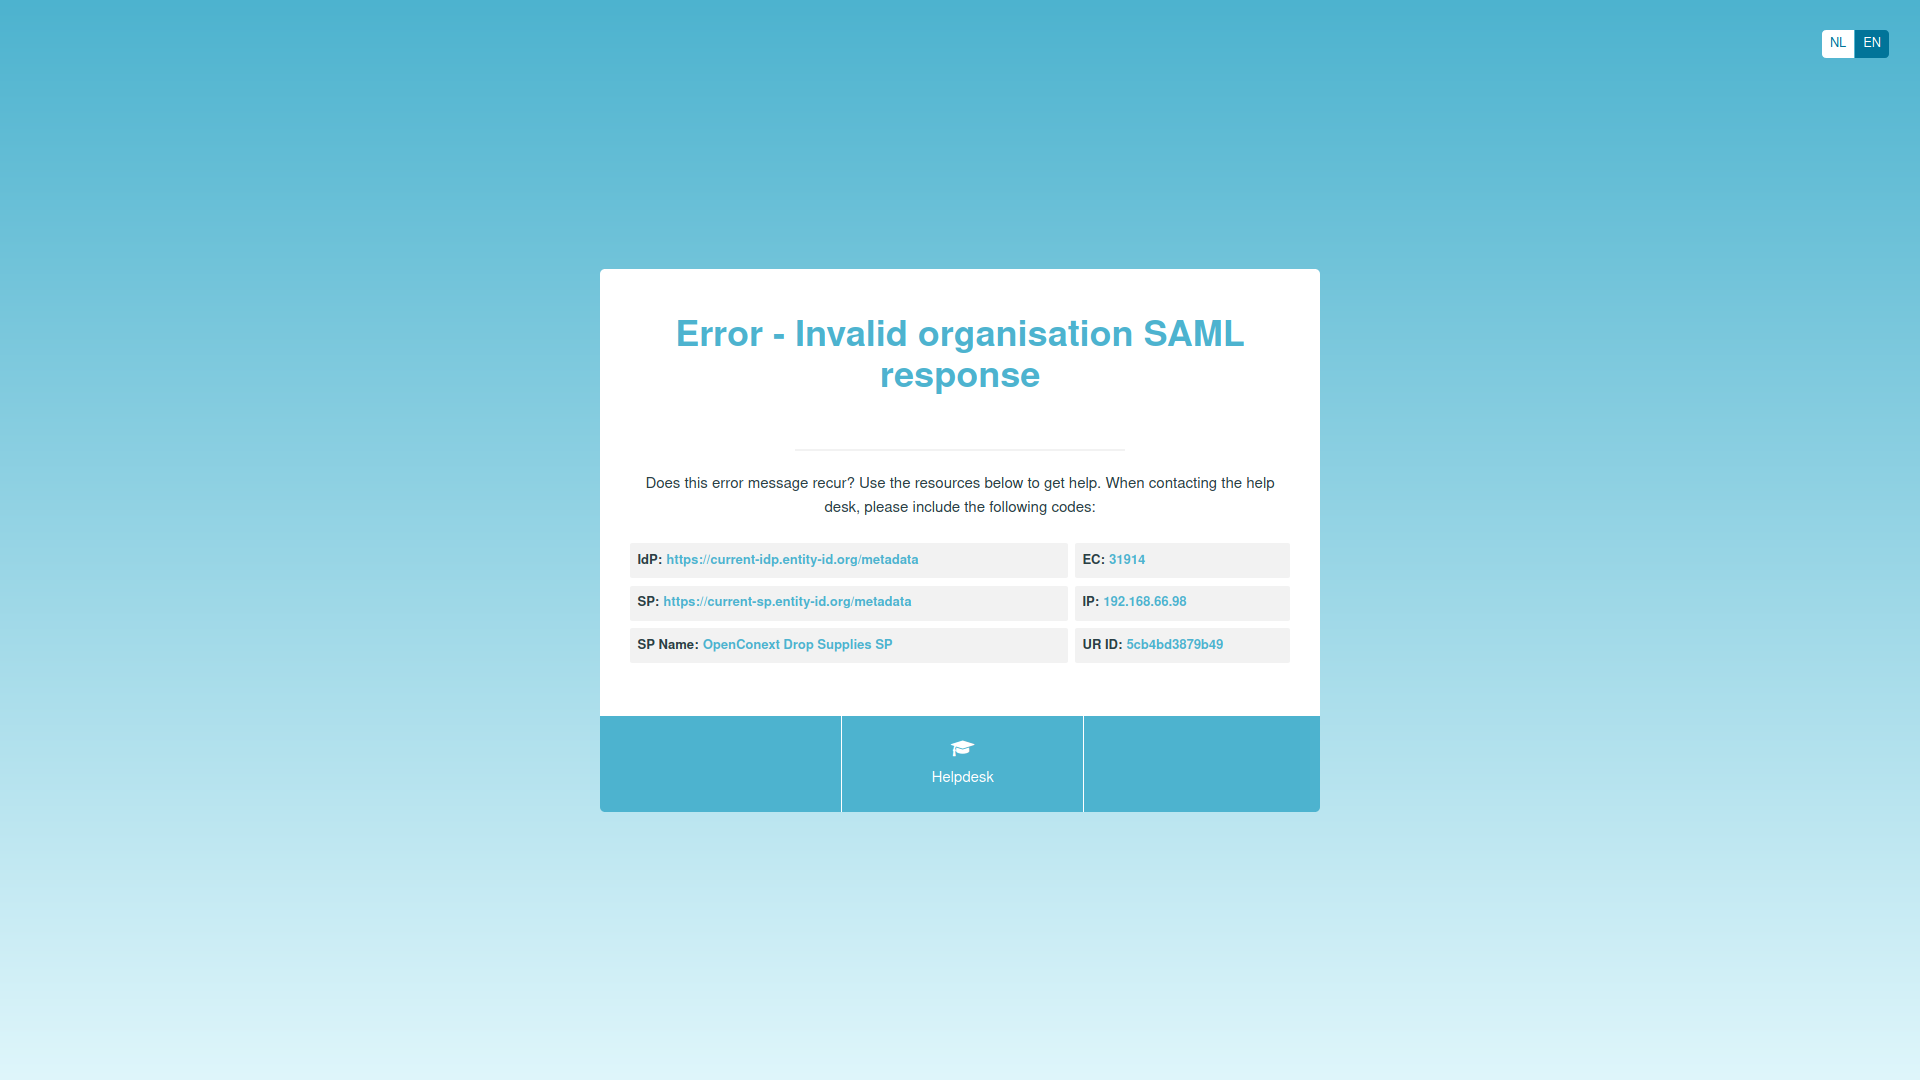 NL EN
Error - Invalid organisation SAML
response
Does this error message recur? Use the resources below to get help. When contacting the help
desk, please include the following codes:
IdP: https://current-idp.entity-id.org/metadata
EC: 31914
SP: https://current-sp.entity-id.org/metadata
IP: 192.168.66.98
SP Name: OpenConext Drop Supplies SP
UR ID: 5cb4bd3879b49
Helpdesk